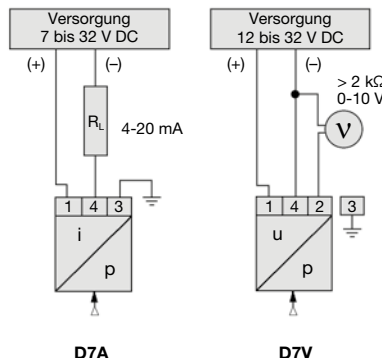 Versorgung
7 bis 32 V DC
(+)
(–)
R_L
4-20 mA
1 4 3
i
p
D7A
Versorgung
12 bis 32 V DC
(+)
(–)
> 2 kΩ
0-10 V
V
1 4 2 3
u
p
D7V